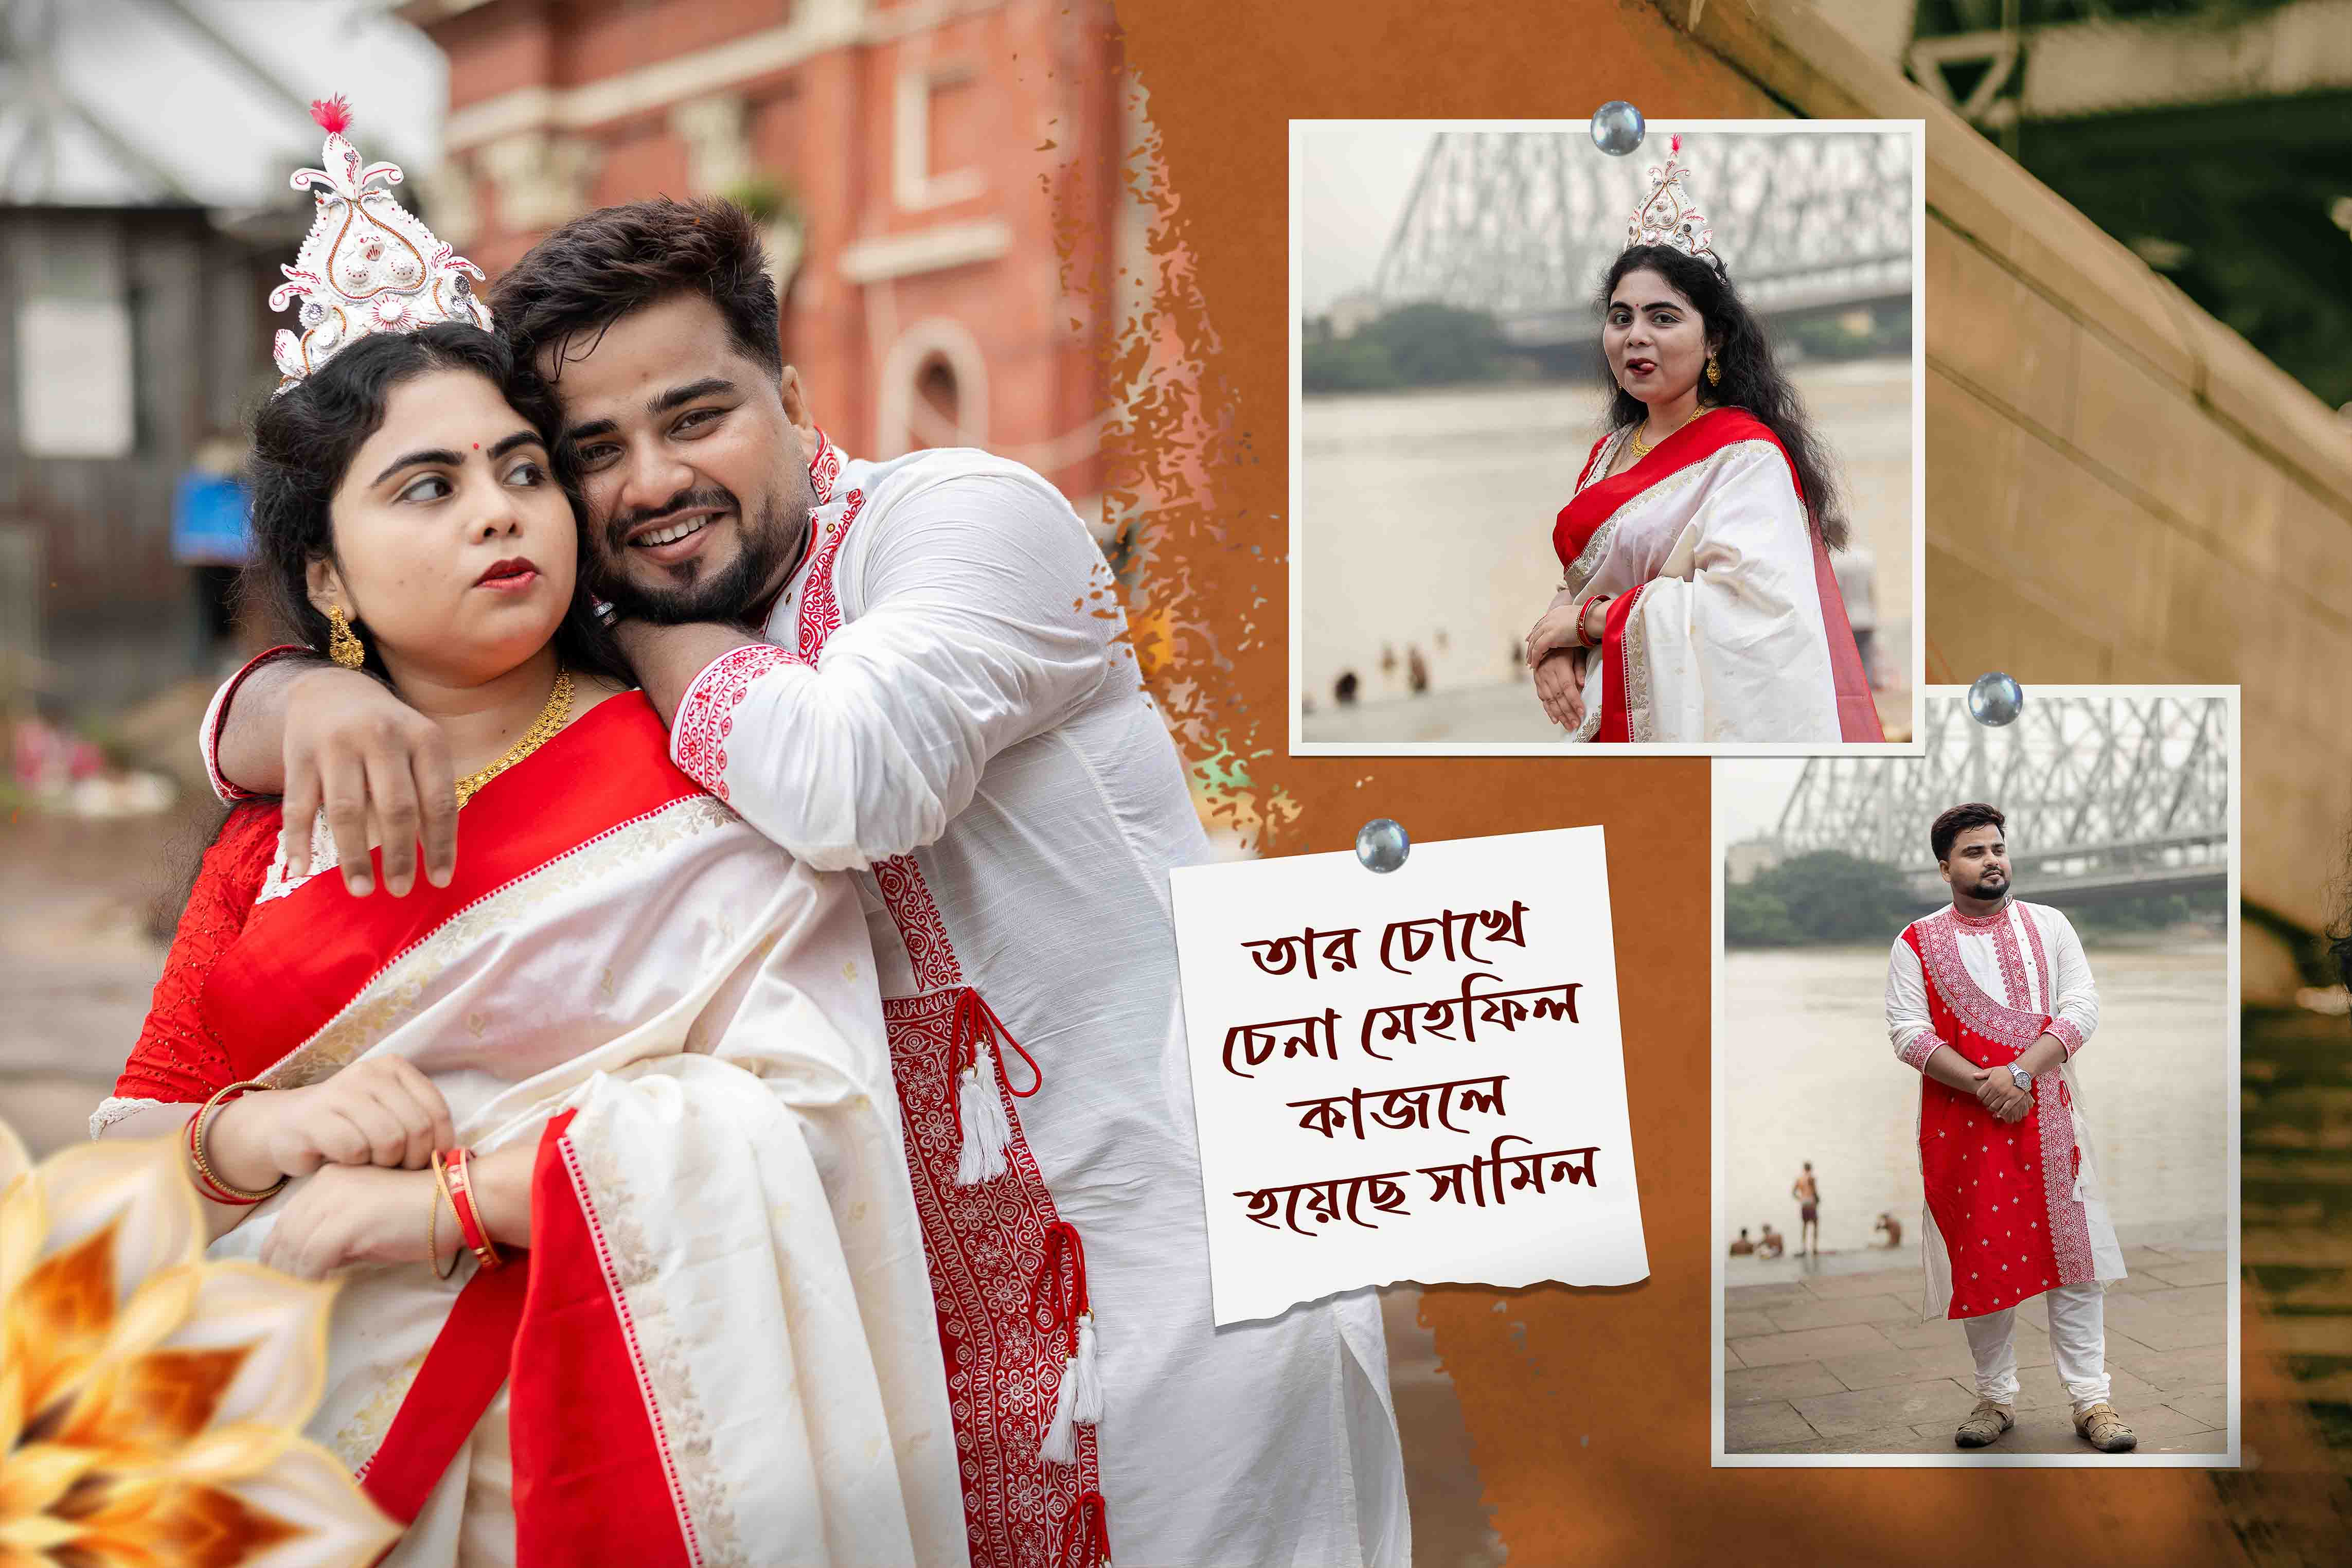 তার চোখে
চেনা মেহফিল
কাজলে
হয়েছে সামিল